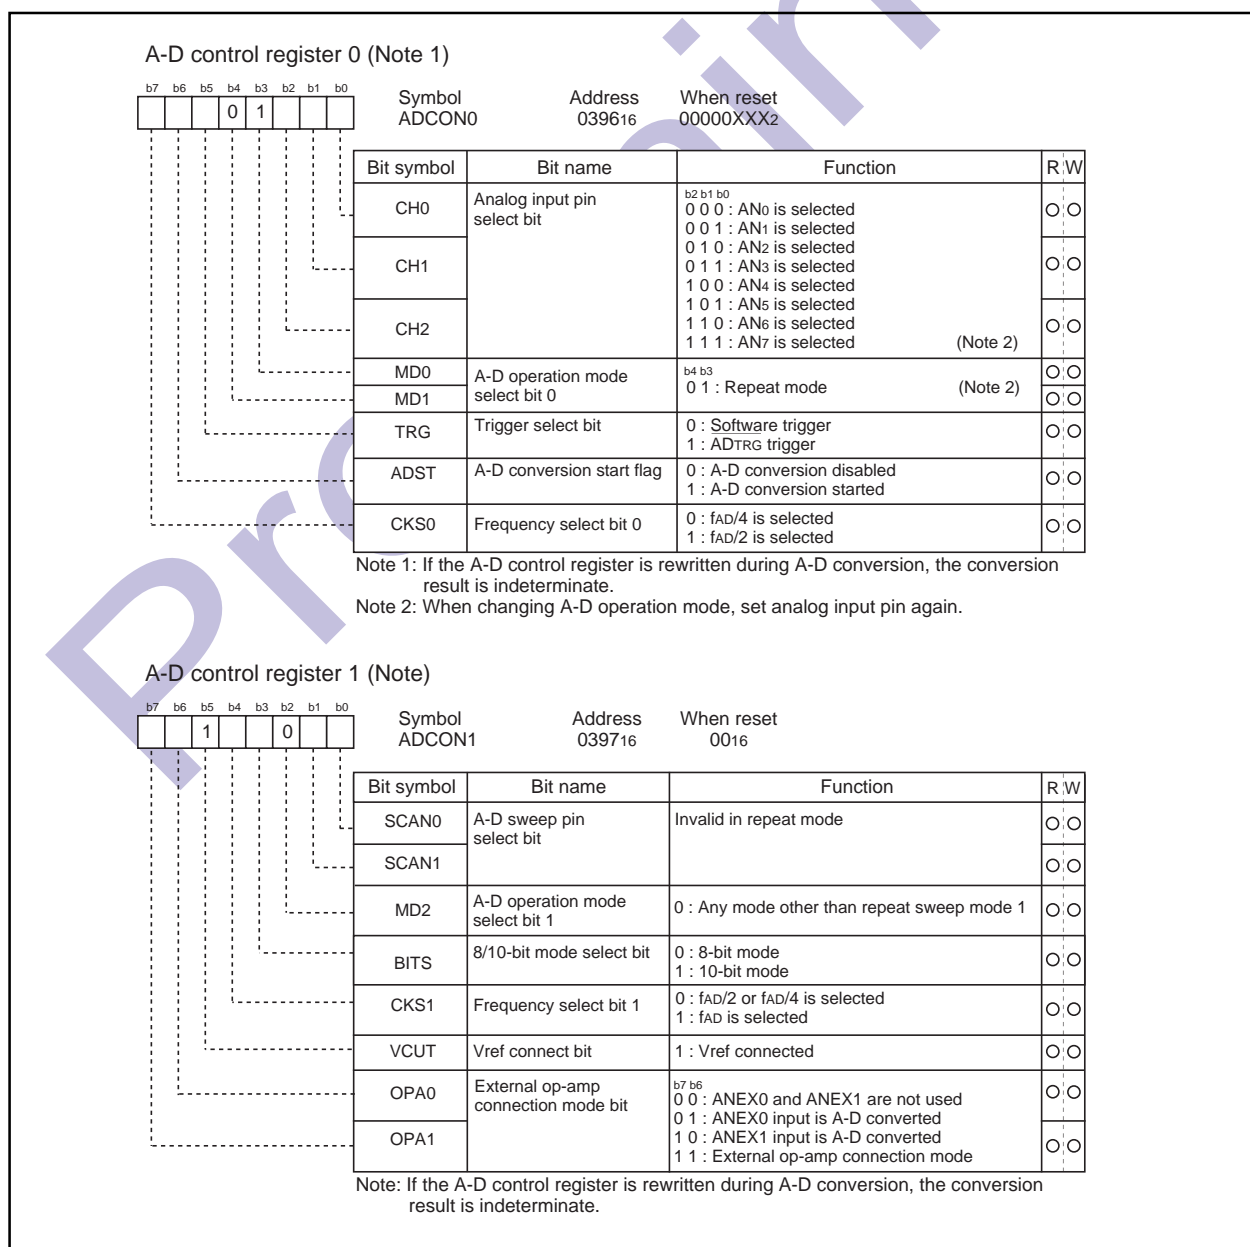 A-D control register 0 (Note 1)
b7 b6 b5 b4 b3 b2 b1 b0
0 1
Symbol Address When reset
ADCON0 039616 00000XXX2
Bit symbol Bit name Function R W
CH0 Analog input pin select bit
b2 b1 b0
0 0 0 : AN0 is selected
0 0 1 : AN1 is selected
0 1 0 : AN2 is selected
CH1 0 1 1 : AN3 is selected
1 0 0 : AN4 is selected
1 0 1 : AN5 is selected
CH2 1 1 0 : AN6 is selected
1 1 1 : AN7 is selected (Note 2)
MD0 A-D operation mode select bit 0
b4 b3
MD1 0 1 : Repeat mode (Note 2)
TRG Trigger select bit 0 : Software trigger
1 : ADTRG trigger
ADST A-D conversion start flag 0 : A-D conversion disabled
1 : A-D conversion started
CKS0 Frequency select bit 0 0 : fAD/4 is selected
1 : fAD/2 is selected
Note 1: If the A-D control register is rewritten during A-D conversion, the conversion
result is indeterminate.
Note 2: When changing A-D operation mode, set analog input pin again.
A-D control register 1 (Note)
b7 b6 b5 b4 b3 b2 b1 b0
1 0
Symbol Address When reset
ADCON1 039716 0016
Bit symbol Bit name Function R W
SCAN0 A-D sweep pin select bit Invalid in repeat mode
SCAN1
MD2 A-D operation mode select bit 1 0 : Any mode other than repeat sweep mode 1
BITS 8/10-bit mode select bit 0 : 8-bit mode
1 : 10-bit mode
CKS1 Frequency select bit 1 0 : fAD/2 or fAD/4 is selected
1 : fAD is selected
VCUT Vref connect bit 1 : Vref connected
OPA0 External op-amp connection mode bit
b7 b6
0 0 : ANEX0 and ANEX1 are not used
0 1 : ANEX0 input is A-D converted
OPA1 1 0 : ANEX1 input is A-D converted
1 1 : External op-amp connection mode
Note: If the A-D control register is rewritten during A-D conversion, the conversion
result is indeterminate.